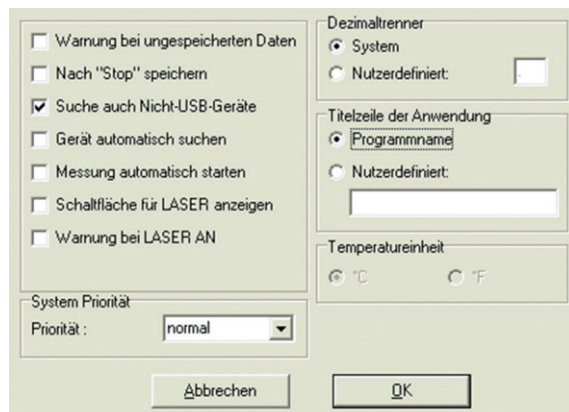 Warnung bei ungespeicherten Daten
Nach "Stop" speichern
Suche auch Nicht-USB-Geräte
Gerät automatisch suchen
Messung automatisch starten
Schaltfläche für LASER anzeigen
Warnung bei LASER AN
System Priorität
Priorität :
normal
Dezimaltrenner
System
Nutzerdefiniert:
.
Titelzeile der Anwendung
Programmname
Nutzerdefiniert:
Temperatureinheit
°C
°F
Abbrechen
OK